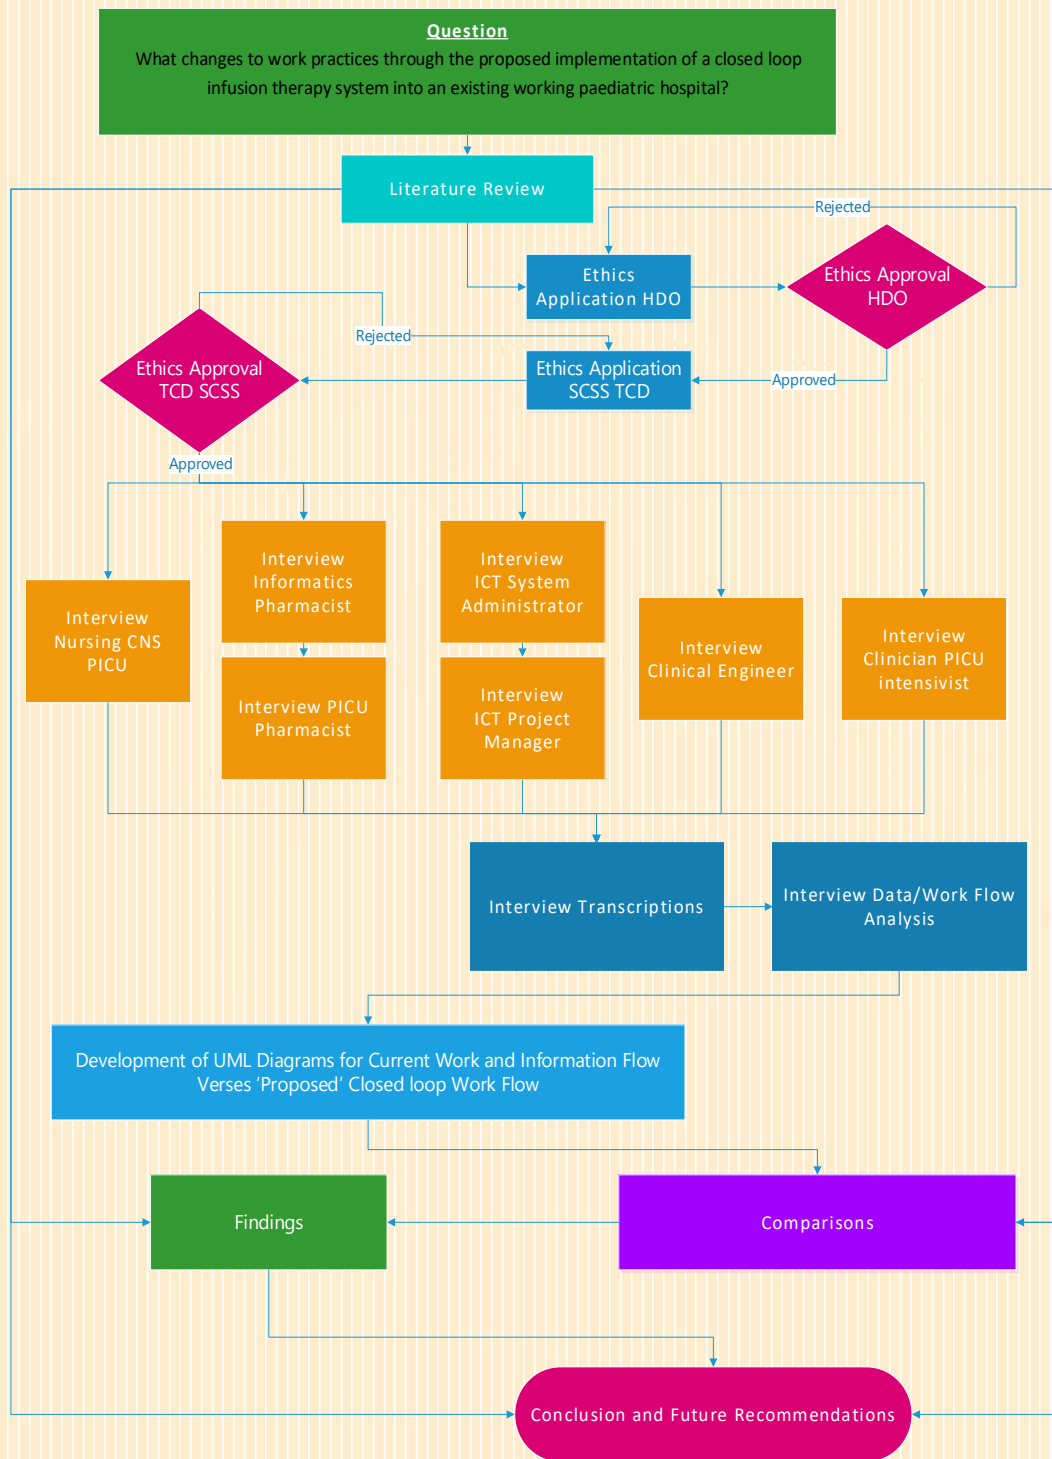 Question
What changes to work practices through the proposed implementation of a closed loop
infusion therapy system into an existing working paediatric hospital?
Literature Review
Rejected
Ethics
Application HDO
Ethics Approval
HDO
Rejected
Ethics Approval
TCD SCSS
Ethics Application
SCSS TCD
Approved
Approved
Interview
Nursing CNS
PICU
Interview
Informatics
Pharmacist
Interview
ICT System
Administrator
Interview
Clinical Engineer
Interview
Clinician PICU
intensivist
Interview PICU
Pharmacist
Interview
ICT Project
Manager
Interview Transcriptions
Interview Data/Work Flow
Analysis
Development of UML Diagrams for Current Work and Information Flow
Verses ‘Proposed’ Closed loop Work Flow
Findings
Comparisons
Conclusion and Future Recommendations